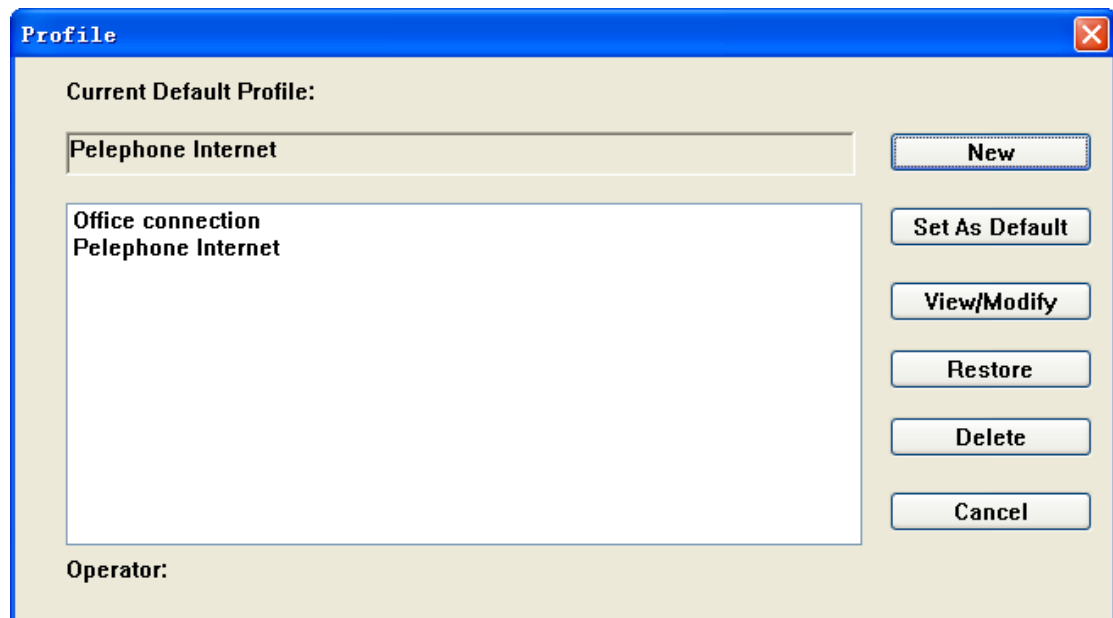 Profile
Current Default Profile:
Pelephone Internet
New
Office connection
Pelephone Internet
Set As Default
View/Modify
Restore
Delete
Cancel
Operator: